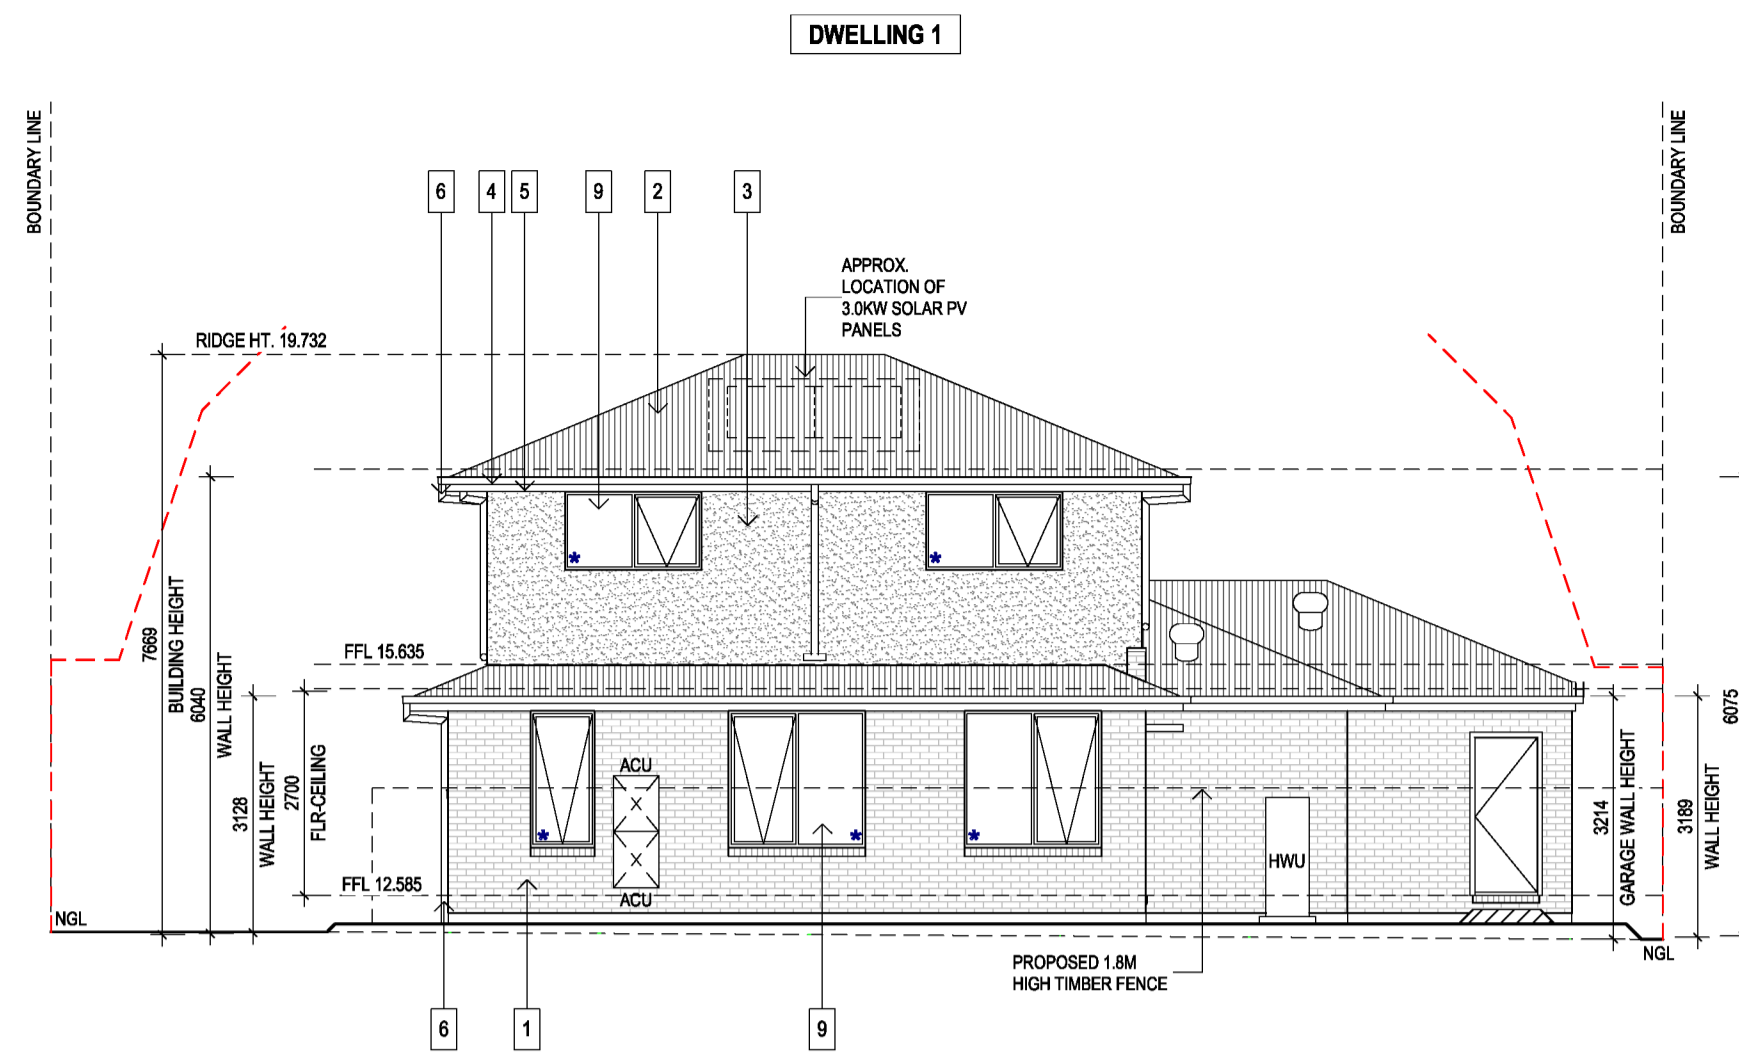 DWELLING 1
BOUNDARY LINE
BOUNDARY LINE
6
4
5
9
2
3
APPROX.
LOCATION OF
3.0KW SOLAR PV
PANELS
RIDGE HT. 19.732
7669
BUILDING HEIGHT
6040
WALL HEIGHT
3128
WALL HEIGHT
2700
FLR-CEILING
FFL 15.635
FFL 12.585
*
*
*
*
*
ACU
X
X
ACU
HWU
3214
GARAGE WALL HEIGHT
3189
WALL HEIGHT
6075
NGL
NGL
PROPOSED 1.8M
HIGH TIMBER FENCE
6
1
9